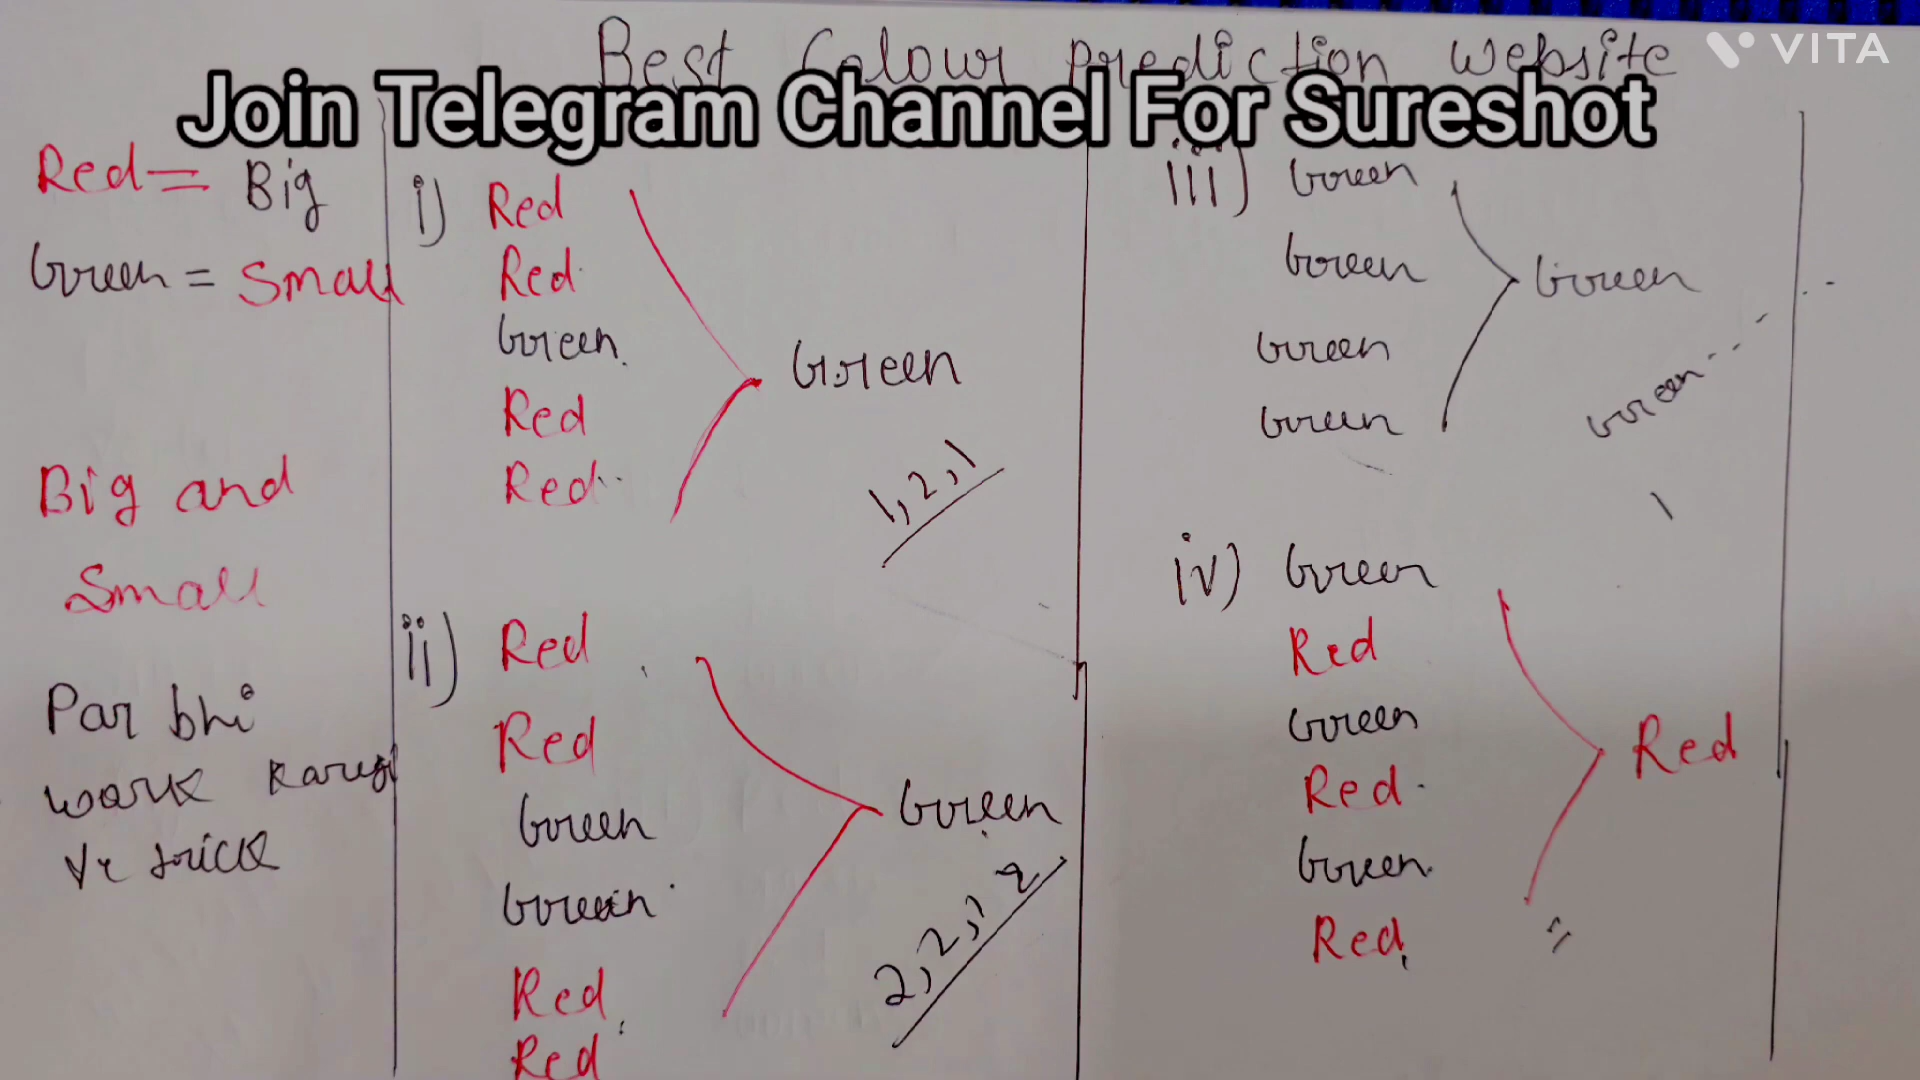 Best Colour prediction website
VITA
Join Telegram Channel For Sureshot
Red = Big
Green = Small
Big and
Small
Par bhi
work karega
Ye trick
i) Red
Red
Green
Red
Red
Green
1,2,1
ii) Red
Red
Green
Green
Red
Red
Green
2,2,2
iii) Green
Green
Green
Green
Green
Green
iv) Green
Red
Green
Red
Green
Red
Red